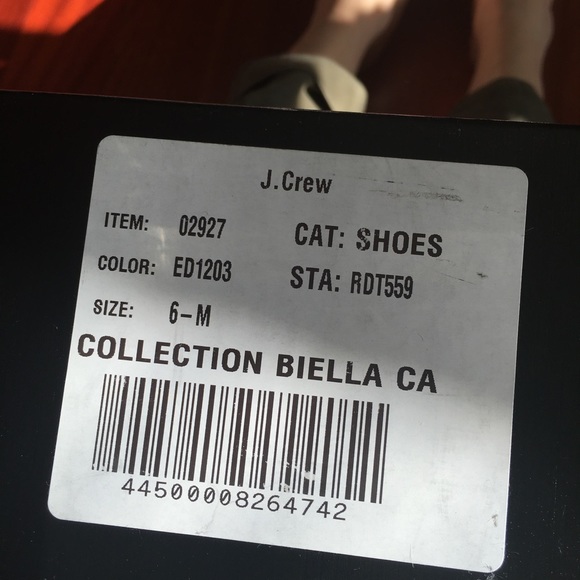 J.Crew
ITEM: 02927 CAT: SHOES
COLOR: ED1203 STA: RDT559
SIZE: 6-M
COLLECTION BIELLA CA
44500008264742